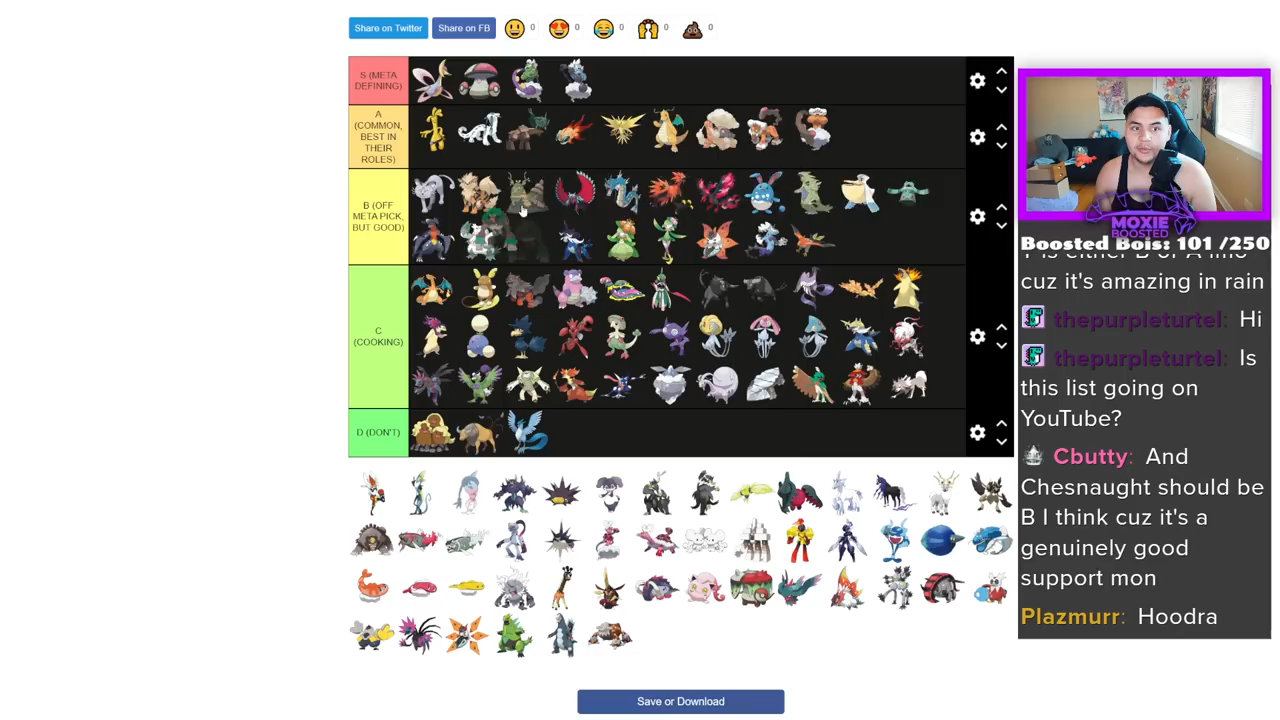 Share on Twitter
Share on FB
0
0
0
0
0
S (META
DEFINING)
A
(COMMON,
BEST IN
THEIR
ROLES)
B (OFF
META PICK,
BUT GOOD)
C
(COOKING)
D (DON'T)
Save or Download
MOXIE
BOOSTED
Boosted Bois: 101 /250
cuz it's amazing in rain
thepurpleturtel: Hi
thepurpleturtel: Is
this list going on
YouTube?
Cbutty: And
Chesnaught should be
B I think cuz it's a
genuinely good
support mon
Plazmurr: Hoodra